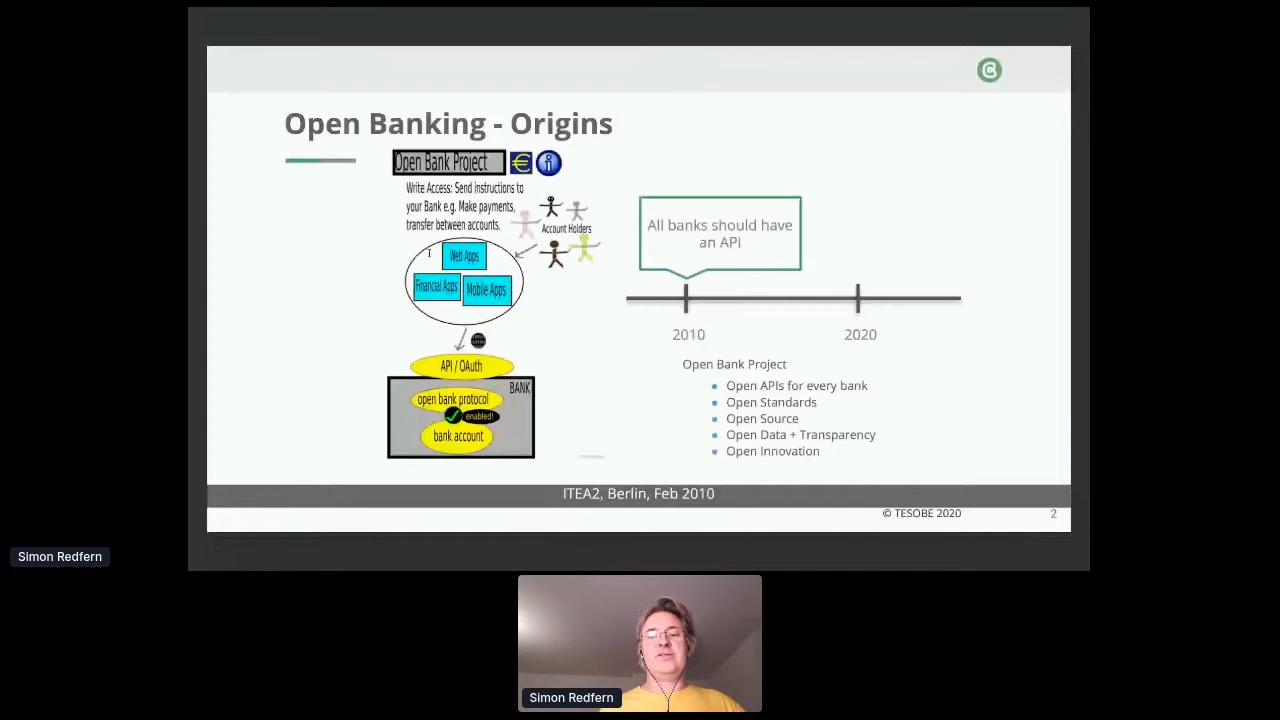 Open Banking - Origins
Open Bank Project
Write Access: Send instructions to
your Bank e.g. Make payments,
transfer between accounts.
Account Holders
Web Apps
Financial Apps
Mobile Apps
API / OAuth
BANK
open bank protocol
enabled!
bank account
All banks should have
an API
2010
2020
Open Bank Project
Open APIs for every bank
Open Standards
Open Source
Open Data + Transparency
Open Innovation
ITEA2, Berlin, Feb 2010
© TESOBE 2020
2
Simon Redfern
Simon Redfern